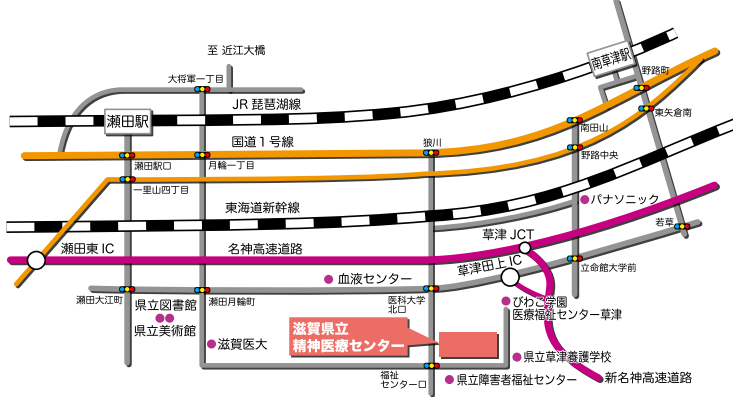 至 近江大橋
大将軍一丁目
南草津駅
野路町
JR 琵琶湖線
瀬田駅
東矢倉南
南田山
国道1号線
狼川
瀬田駅口
月輪一丁目
野路中央
一里山四丁目
東海道新幹線
パナソニック
若草
草津 JCT
瀬田東 IC
名神高速道路
草津田上 IC
立命館大学前
血液センター
瀬田大江町
瀬田月輪町
医科大学
北口
県立図書館
県立美術館
びわこ学園
医療福祉センター草津
滋賀県立
精神医療センター
滋賀医大
県立草津養護学校
福祉
センター口
県立障害者福祉センター
新名神高速道路